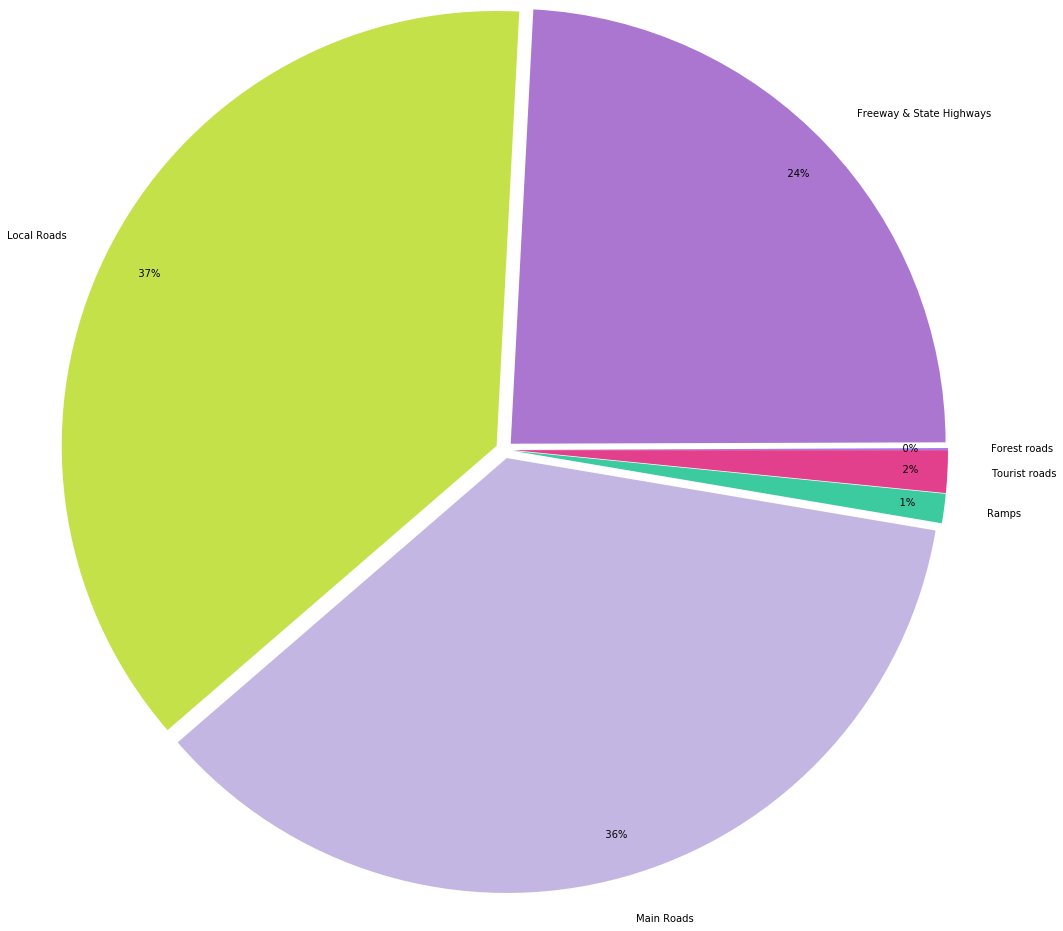 Freeway & State Highways
24%
Local Roads
37%
0%
Forest roads
2%
Tourist roads
1%
Ramps
36%
Main Roads